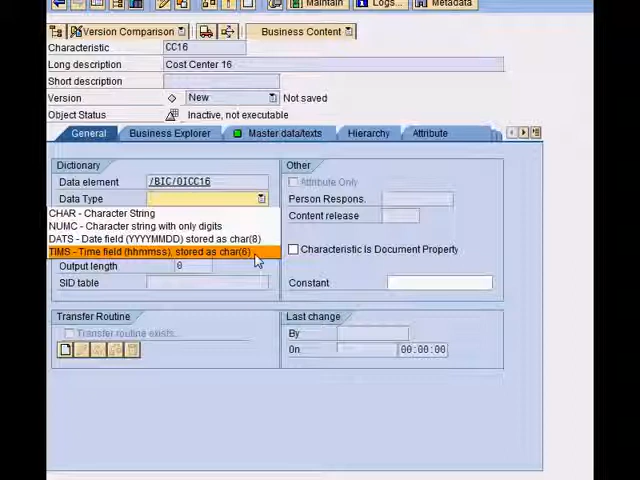 Maintain Logs... Metadata
Version Comparison Business Content
Characteristic CC16
Long description Cost Center 16
Short description
Version New Not saved
Object Status Inactive, not executable
General Business Explorer Master data/texts Hierarchy Attribute
Dictionary Other
Data element /BIC/OICC16 Attribute Only
Data Type Person Respons.
CHAR - Character String Content release
NUMC - Character string with only digits
DATS - Date field (YYYYMMDD) stored as char(8)
TIMS - Time field (hhmmss), stored as char(6) Characteristic Is Document Property
Output length 0
SID table Constant
Transfer Routine Last change
Transfer routine exists... By
On 00:00:00